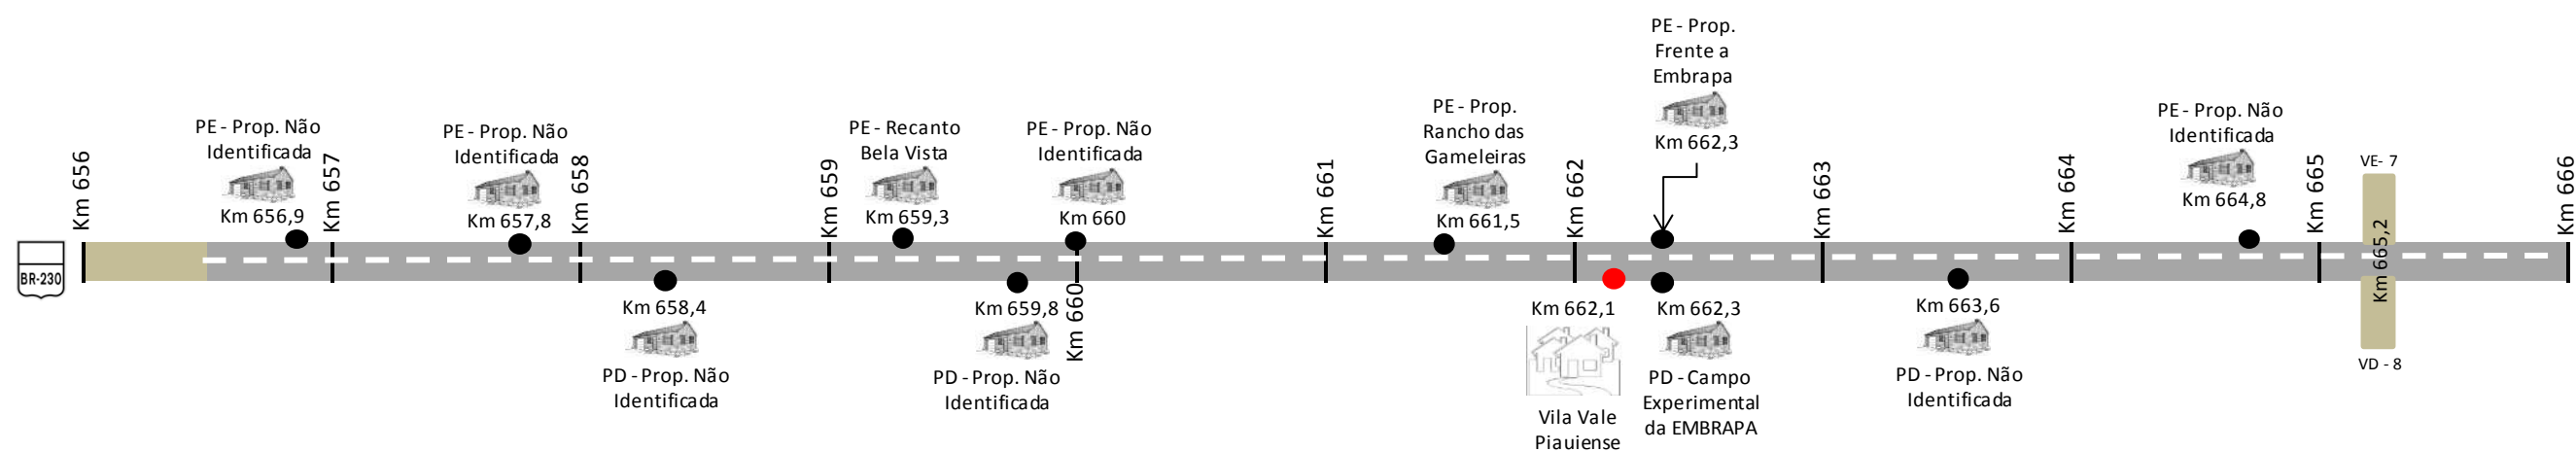 BR-230
Km 656
PE - Prop. Não
Identificada
Km 656,9
Km 657
PE - Prop. Não
Identificada
Km 657,8
Km 658
Km 658,4
PD - Prop. Não
Identificada
Km 659
PE - Recanto
Bela Vista
Km 659,3
Km 659,8
PD - Prop. Não
Identificada
PE - Prop. Não
Identificada
Km 660
Km 660
Km 661
PE - Prop.
Rancho das
Gameleiras
Km 661,5
Km 662
Km 662,1
Vila Vale
Piauiense
PE - Prop.
Frente a
Embrapa
Km 662,3
Km 662,3
PD - Campo
Experimental
da EMBRAPA
Km 663
Km 663,6
PD - Prop. Não
Identificada
Km 664
PE - Prop. Não
Identificada
Km 664,8
Km 665
VE- 7
Km 665,2
VD - 8
Km 666